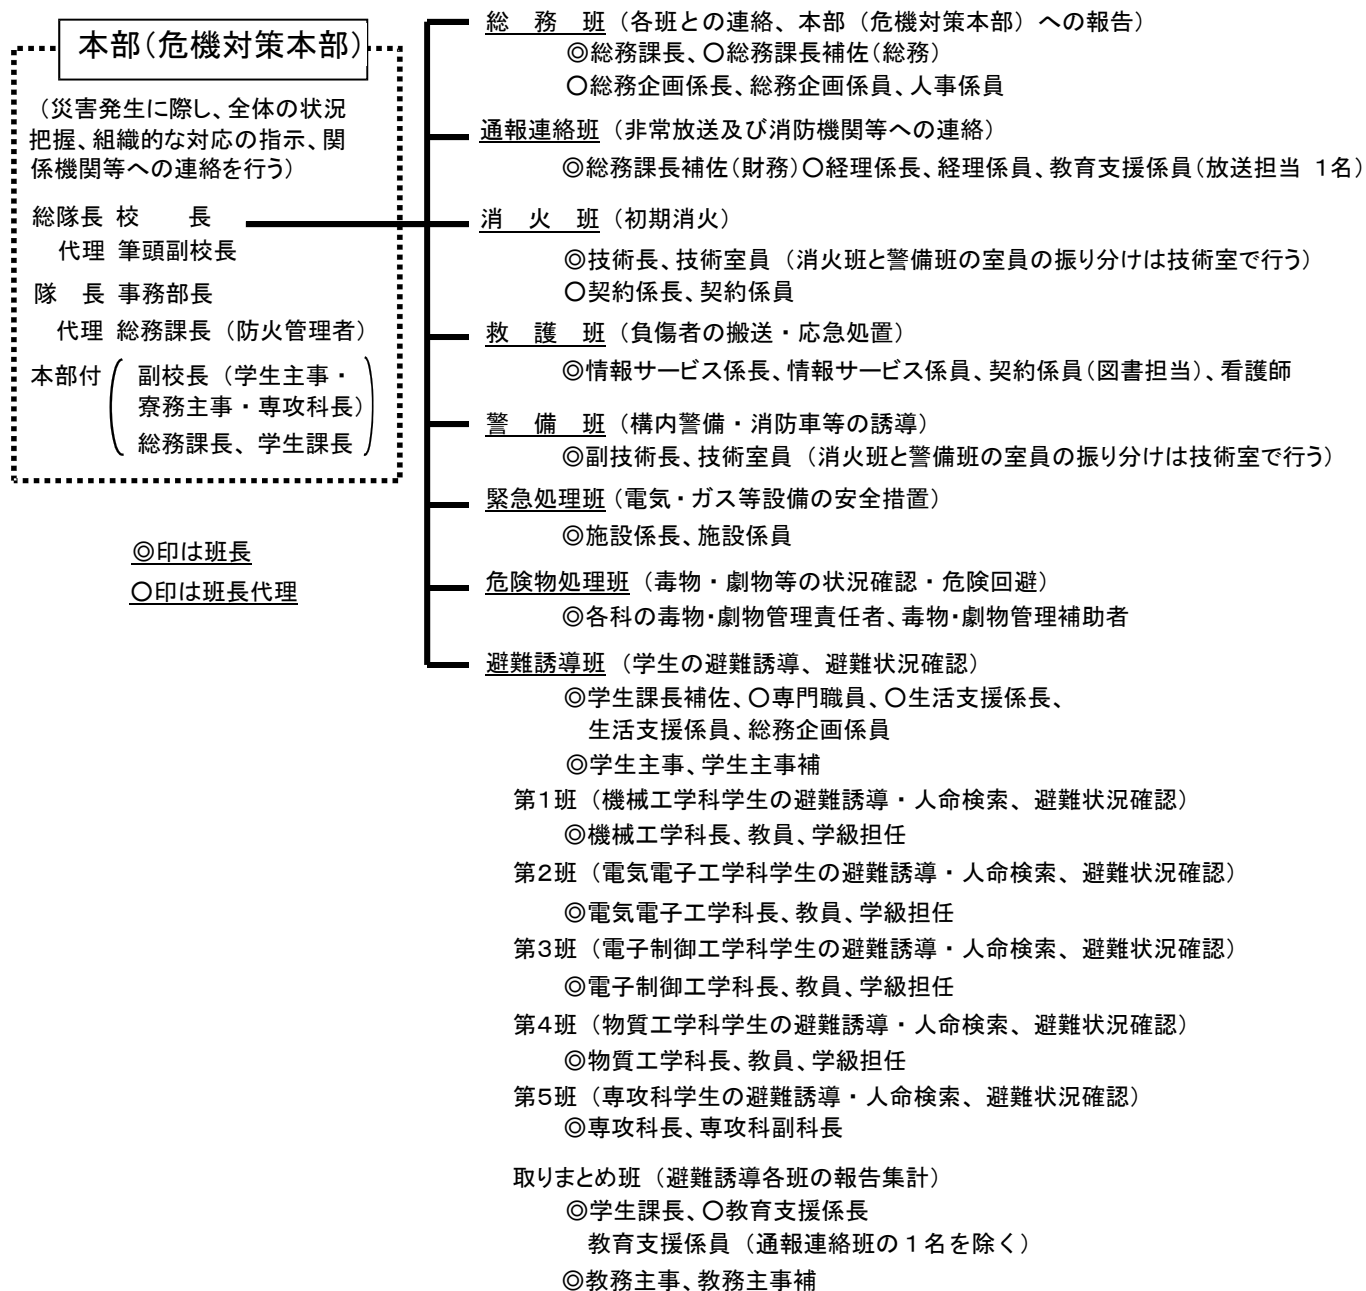 本部(危機対策本部)
（災害発生に際し、全体の状況
把握、組織的な対応の指示、関
係機関等への連絡を行う）
総隊長 校　　長
代理 筆頭副校長
隊　長 事務部長
代理 総務課長（防火管理者）
本部付 副校長（学生主事・
寮務主事・専攻科長）
総務課長、学生課長
◎印は班長
○印は班長代理
総　務　班（各班との連絡、本部（危機対策本部）への報告）
◎総務課長、○総務課長補佐(総務)
○総務企画係長、総務企画係員、人事係員
通報連絡班（非常放送及び消防機関等への連絡）
◎総務課長補佐(財務)○経理係長、経理係員、教育支援係員(放送担当 1名)
消　火　班（初期消火）
◎技術長、技術室員（消火班と警備班の室員の振り分けは技術室で行う）
○契約係長、契約係員
救　護　班（負傷者の搬送・応急処置）
◎情報サービス係長、情報サービス係員、契約係員(図書担当)、看護師
警　備　班（構内警備・消防車等の誘導）
◎副技術長、技術室員（消火班と警備班の室員の振り分けは技術室で行う）
緊急処理班（電気・ガス等設備の安全措置）
◎施設係長、施設係員
危険物処理班（毒物・劇物等の状況確認・危険回避）
◎各科の毒物・劇物管理責任者、毒物・劇物管理補助者
避難誘導班（学生の避難誘導、避難状況確認）
◎学生課長補佐、○専門職員、○生活支援係長、
生活支援係員、総務企画係員
◎学生主事、学生主事補
第1班（機械工学科学生の避難誘導・人命検索、避難状況確認）
◎機械工学科長、教員、学級担任
第2班（電気電子工学科学生の避難誘導・人命検索、避難状況確認）
◎電気電子工学科長、教員、学級担任
第3班（電子制御工学科学生の避難誘導・人命検索、避難状況確認）
◎電子制御工学科長、教員、学級担任
第4班（物質工学科学生の避難誘導・人命検索、避難状況確認）
◎物質工学科長、教員、学級担任
第5班（専攻科学生の避難誘導・人命検索、避難状況確認）
◎専攻科長、専攻科副科長
取りまとめ班（避難誘導各班の報告集計）
◎学生課長、○教育支援係長
教育支援係員（通報連絡班の１名を除く）
◎教務主事、教務主事補